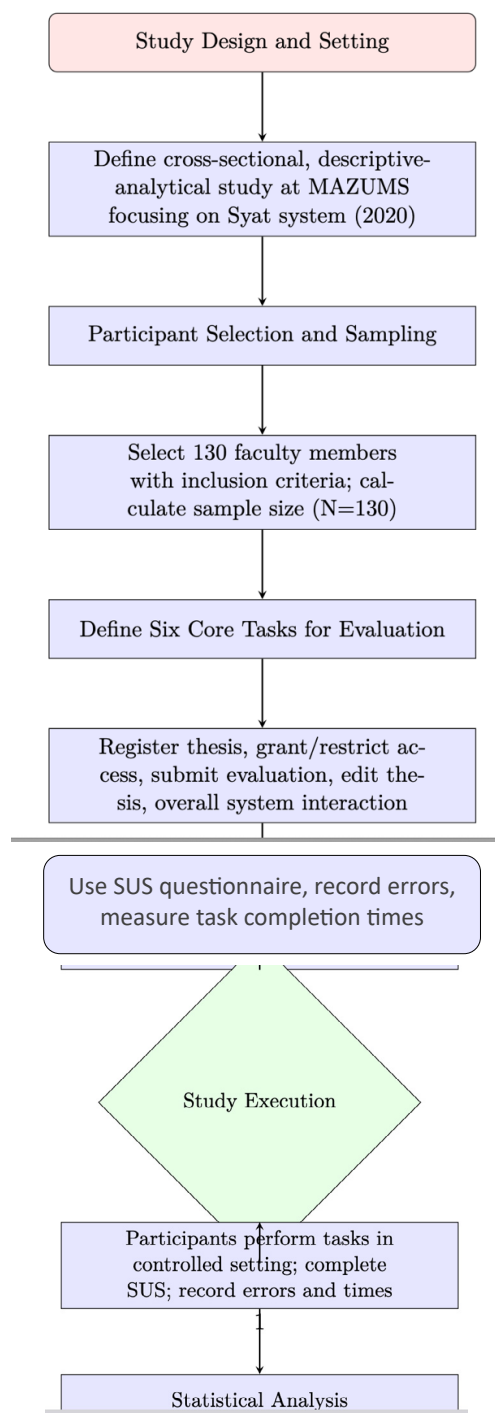 Study Design and Setting
Define cross-sectional, descriptive-
analytical study at MAZUMS
focusing on Syat system (2020)
Participant Selection and Sampling
Select 130 faculty members
with inclusion criteria; cal-
culate sample size (N=130)
Define Six Core Tasks for Evaluation
Register thesis, grant/restrict ac-
cess, submit evaluation, edit the-
sis, overall system interaction
Use SUS questionnaire, record errors,
measure task completion times
Study Execution
Participants perform tasks in
controlled setting; complete
SUS; record errors and times
1
Statistical Analysis